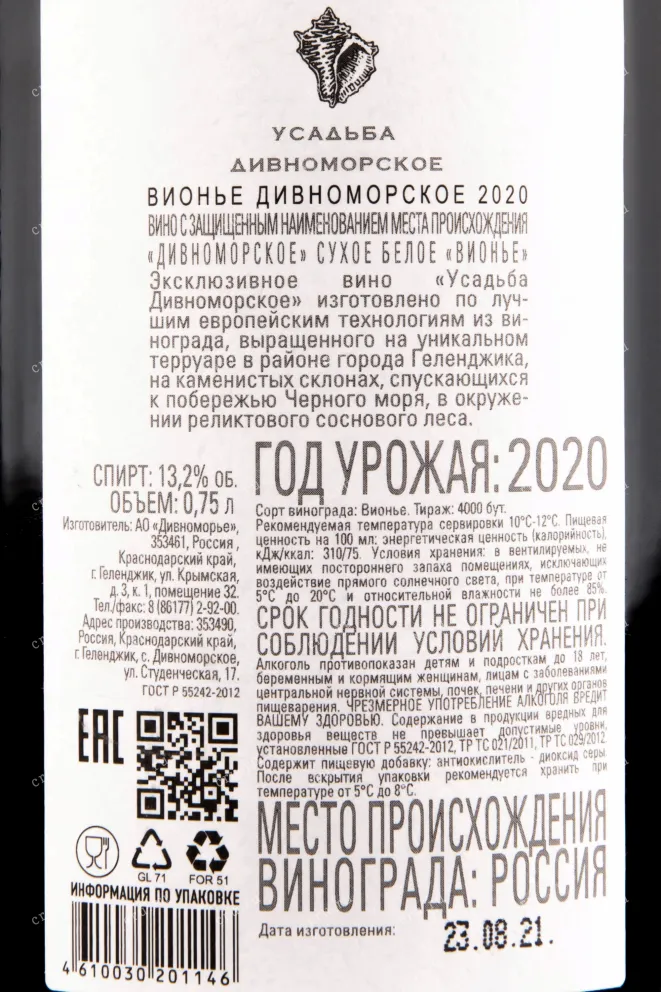 УСАДЬБА
ДИВНОМОРСКОЕ
ВИОНЬЕ ДИВНОМОРСКОЕ 2020
ВИНО С ЗАЩИЩЕННЫМ НАИМЕНОВАНИЕМ МЕСТА ПРОИСХОЖДЕНИЯ
«ДИВНОМОРСКОЕ» СУХОЕ БЕЛОЕ «ВИОНЬЕ»
Эксклюзивное вино «Усадьба
Дивноморское» изготовлено по луч-
шим европейским технологиям из ви-
нограда, выращенного на уникальном
терруаре в районе города Геленджика,
на каменистых склонах, спускающихся
к побережью Черного моря, в окруже-
нии реликтового соснового леса.
СПИРТ: 13,2% ОБ.
ОБЪЕМ: 0,75 Л
Изготовитель: АО «Дивноморье»,
353461, Россия ,
Краснодарский край,
г. Геленджик, ул. Крымская,
д. 3, к. 1, помещение 32.
Тел./факс: 8 (86177) 2-92-00.
Адрес производства: 353490,
Россия, Краснодарский край,
г. Геленджик, с. Дивноморское,
ул. Студенческая, 17.
ГОСТ Р 55242-2012
EAC
GL 71
FOR 51
ИНФОРМАЦИЯ ПО УПАКОВКЕ
4 610030 201146
ГОД УРОЖАЯ: 2020
Сорт винограда: Вионье. Тираж: 4000 бут.
Рекомендуемая температура сервировки 10°С-12°С. Пищевая
ценность на 100 мл: энергетическая ценность (калорийность),
кДж/ккал: 310/75. Условия хранения: в вентилируемых, не
имеющих постороннего запаха помещениях, исключающих
воздействие прямого солнечного света, при температуре от
5°С до 20°С и относительной влажности не более 85%.
СРОК ГОДНОСТИ НЕ ОГРАНИЧЕН ПРИ
СОБЛЮДЕНИИ УСЛОВИЙ ХРАНЕНИЯ.
Алкоголь противопоказан детям и подросткам до 18 лет,
беременным и кормящим женщинам, лицам с заболеваниями
центральной нервной системы, почек, печени и других органов
пищеварения. ЧРЕЗМЕРНОЕ УПОТРЕБЛЕНИЕ АЛКОГОЛЯ ВРЕДИТ
ВАШЕМУ ЗДОРОВЬЮ. Содержание в продукции вредных для
здоровья веществ не превышает допустимые уровни,
установленные ГОСТ Р 55242-2012, ТР ТС 021/2011, ТР ТС 029/2012.
Содержит пищевую добавку: антиокислитель - диоксид серы.
После вскрытия упаковки рекомендуется хранить при
температуре от 5°С до 8°С.
МЕСТО ПРОИСХОЖДЕНИЯ
ВИНОГРАДА: РОССИЯ
Дата изготовления:
23.08.21.